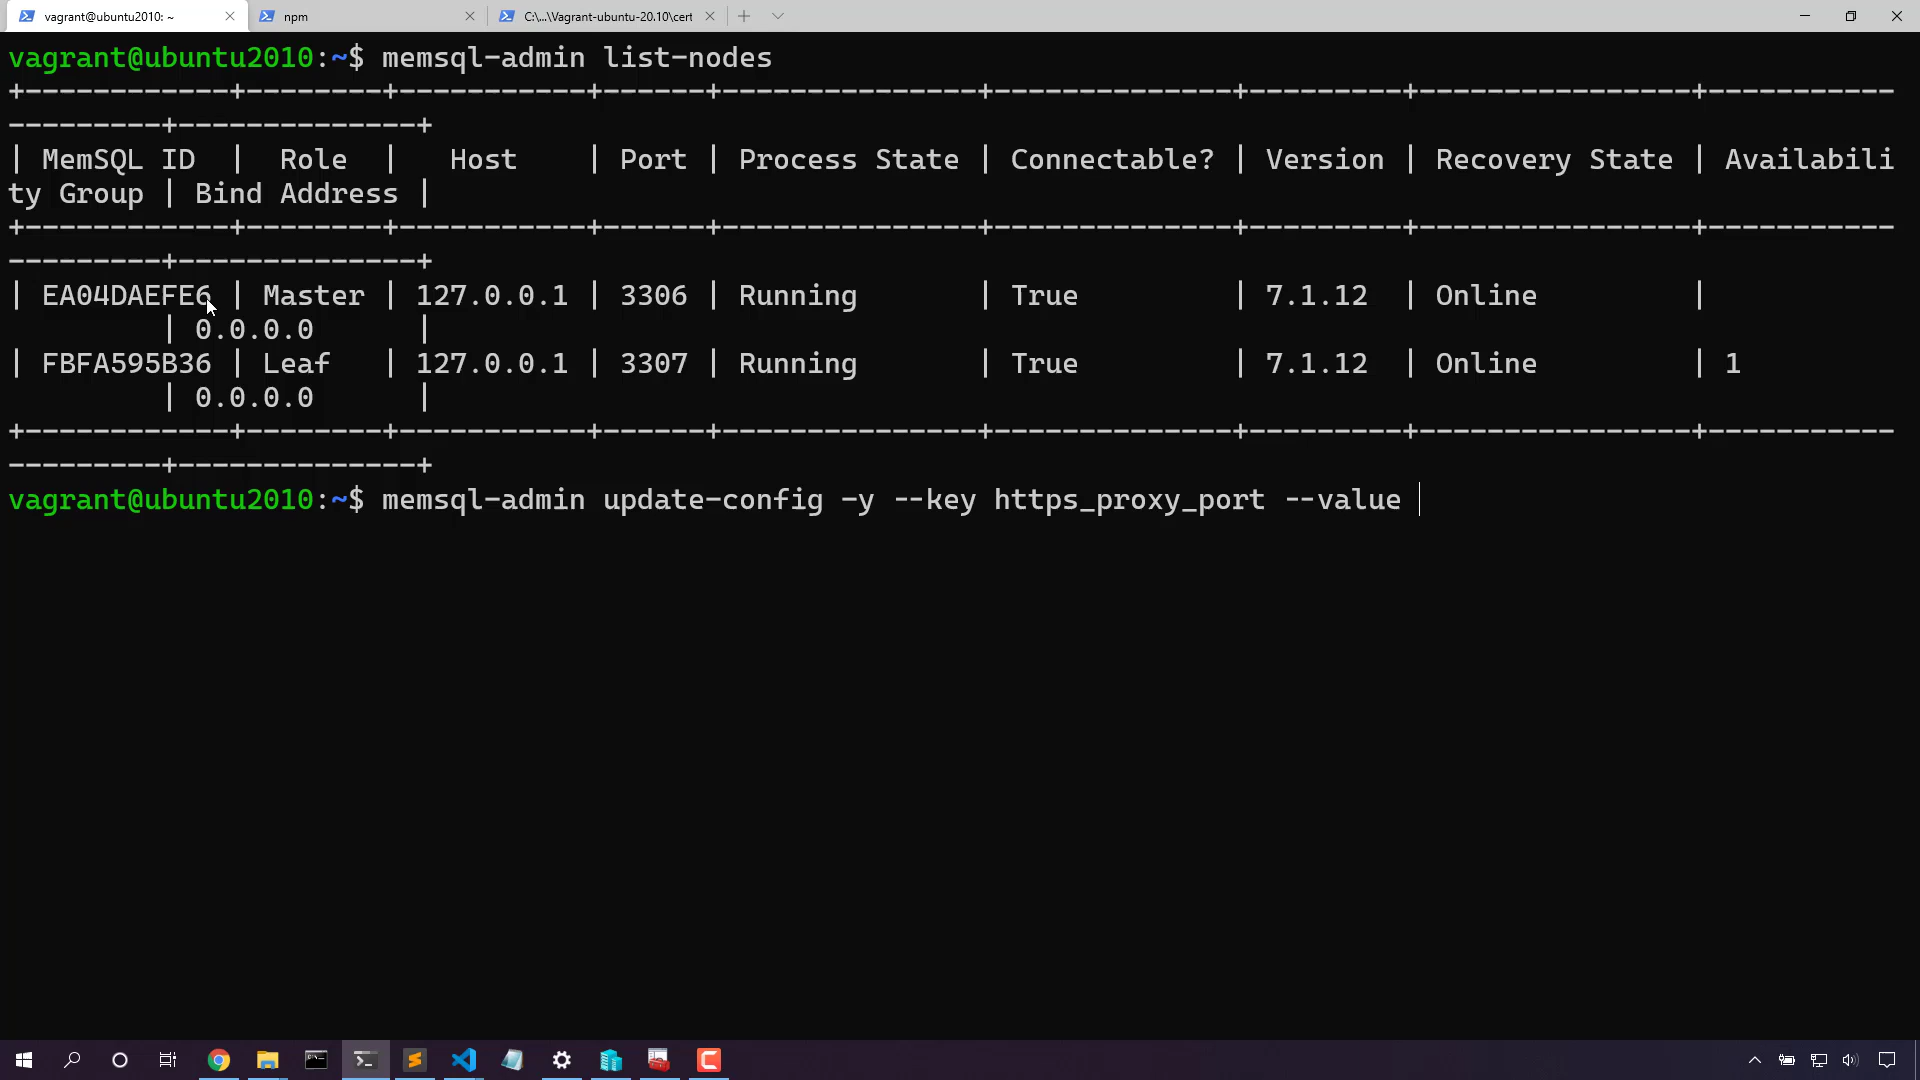 vagrant@ubuntu2010: ~
npm
C:\...\Vagrant-ubuntu-20.10\cert
vagrant@ubuntu2010:~$ memsql-admin list-nodes
+------------+--------+-----------+------+---------------+---------------+---------+----------------+-----------
---------+--------------+
| MemSQL ID  |  Role  |   Host    | Port | Process State | Connectable? | Version | Recovery State | Availabili
ty Group | Bind Address |
+------------+--------+-----------+------+---------------+--------------+---------+----------------+-----------
---------+--------------+
| EA04DAEFE6 | Master | 127.0.0.1 | 3306 | Running       | True         | 7.1.12  | Online         |
         | 0.0.0.0      |
| FBFA595B36 | Leaf   | 127.0.0.1 | 3307 | Running       | True         | 7.1.12  | Online         | 1
         | 0.0.0.0      |
+------------+--------+-----------+------+---------------+--------------+---------+----------------+-----------
---------+--------------+
vagrant@ubuntu2010:~$ memsql-admin update-config -y --key https_proxy_port --value